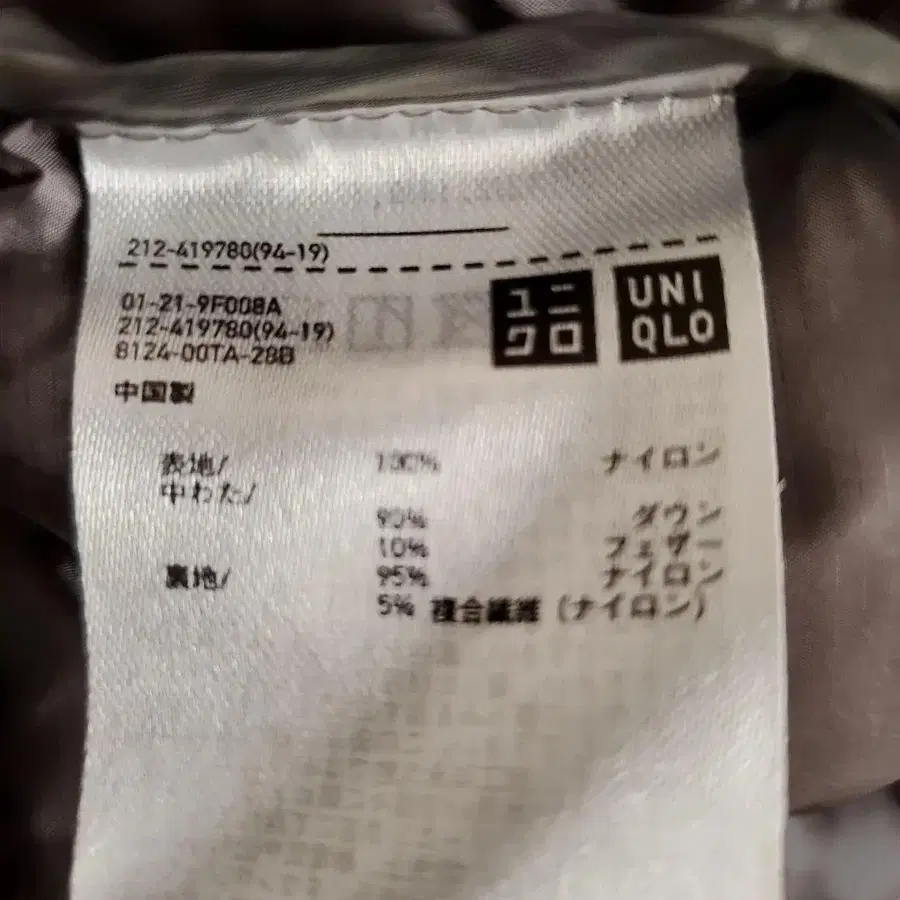 212-419780(94-19)
01-21-9F008A
212-419780(94-19)
8124-00TA-28B
ユニ
クロ
UNI
QLO
中国製
表地/ 100% ナイロン
中わた/
90% ダウン
10% フェザー
裏地/ 95% ナイロン
5% 複合繊維 (ナイロン)